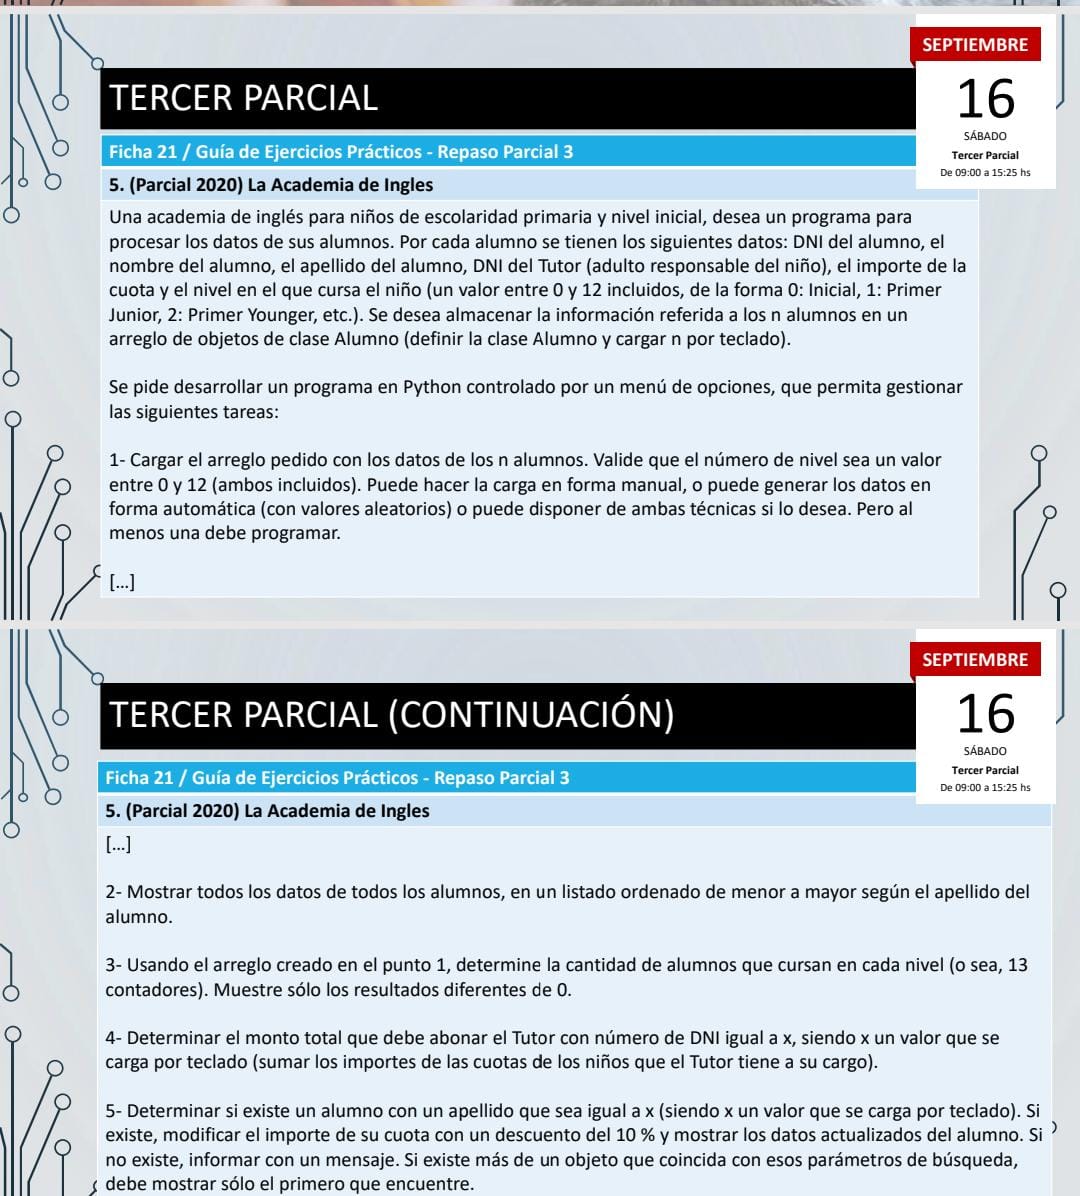 SEPTIEMBRE
TERCER PARCIAL
16
SÁBADO
Tercer Parcial
De 09:00 a 15:25 hs
Ficha 21 / Guía de Ejercicios Prácticos - Repaso Parcial 3
5. (Parcial 2020) La Academia de Ingles
Una academia de inglés para niños de escolaridad primaria y nivel inicial, desea un programa para
procesar los datos de sus alumnos. Por cada alumno se tienen los siguientes datos: DNI del alumno, el
nombre del alumno, el apellido del alumno, DNI del Tutor (adulto responsable del niño), el importe de la
cuota y el nivel en el que cursa el niño (un valor entre 0 y 12 incluidos, de la forma 0: Inicial, 1: Primer
Junior, 2: Primer Younger, etc.). Se desea almacenar la información referida a los n alumnos en un
arreglo de objetos de clase Alumno (definir la clase Alumno y cargar n por teclado).
Se pide desarrollar un programa en Python controlado por un menú de opciones, que permita gestionar
las siguientes tareas:
1- Cargar el arreglo pedido con los datos de los n alumnos. Valide que el número de nivel sea un valor
entre 0 y 12 (ambos incluidos). Puede hacer la carga en forma manual, o puede generar los datos en
forma automática (con valores aleatorios) o puede disponer de ambas técnicas si lo desea. Pero al
menos una debe programar.
[...]
SEPTIEMBRE
TERCER PARCIAL (CONTINUACIÓN)
16
SÁBADO
Tercer Parcial
De 09:00 a 15:25 hs
Ficha 21 / Guía de Ejercicios Prácticos - Repaso Parcial 3
5. (Parcial 2020) La Academia de Ingles
[...]
2- Mostrar todos los datos de todos los alumnos, en un listado ordenado de menor a mayor según el apellido del
alumno.
3- Usando el arreglo creado en el punto 1, determine la cantidad de alumnos que cursan en cada nivel (o sea, 13
contadores). Muestre sólo los resultados diferentes de 0.
4- Determinar el monto total que debe abonar el Tutor con número de DNI igual a x, siendo x un valor que se
carga por teclado (sumar los importes de las cuotas de los niños que el Tutor tiene a su cargo).
5- Determinar si existe un alumno con un apellido que sea igual a x (siendo x un valor que se carga por teclado). Si
existe, modificar el importe de su cuota con un descuento del 10 % y mostrar los datos actualizados del alumno. Si
no existe, informar con un mensaje. Si existe más de un objeto que coincida con esos parámetros de búsqueda,
debe mostrar sólo el primero que encuentre.